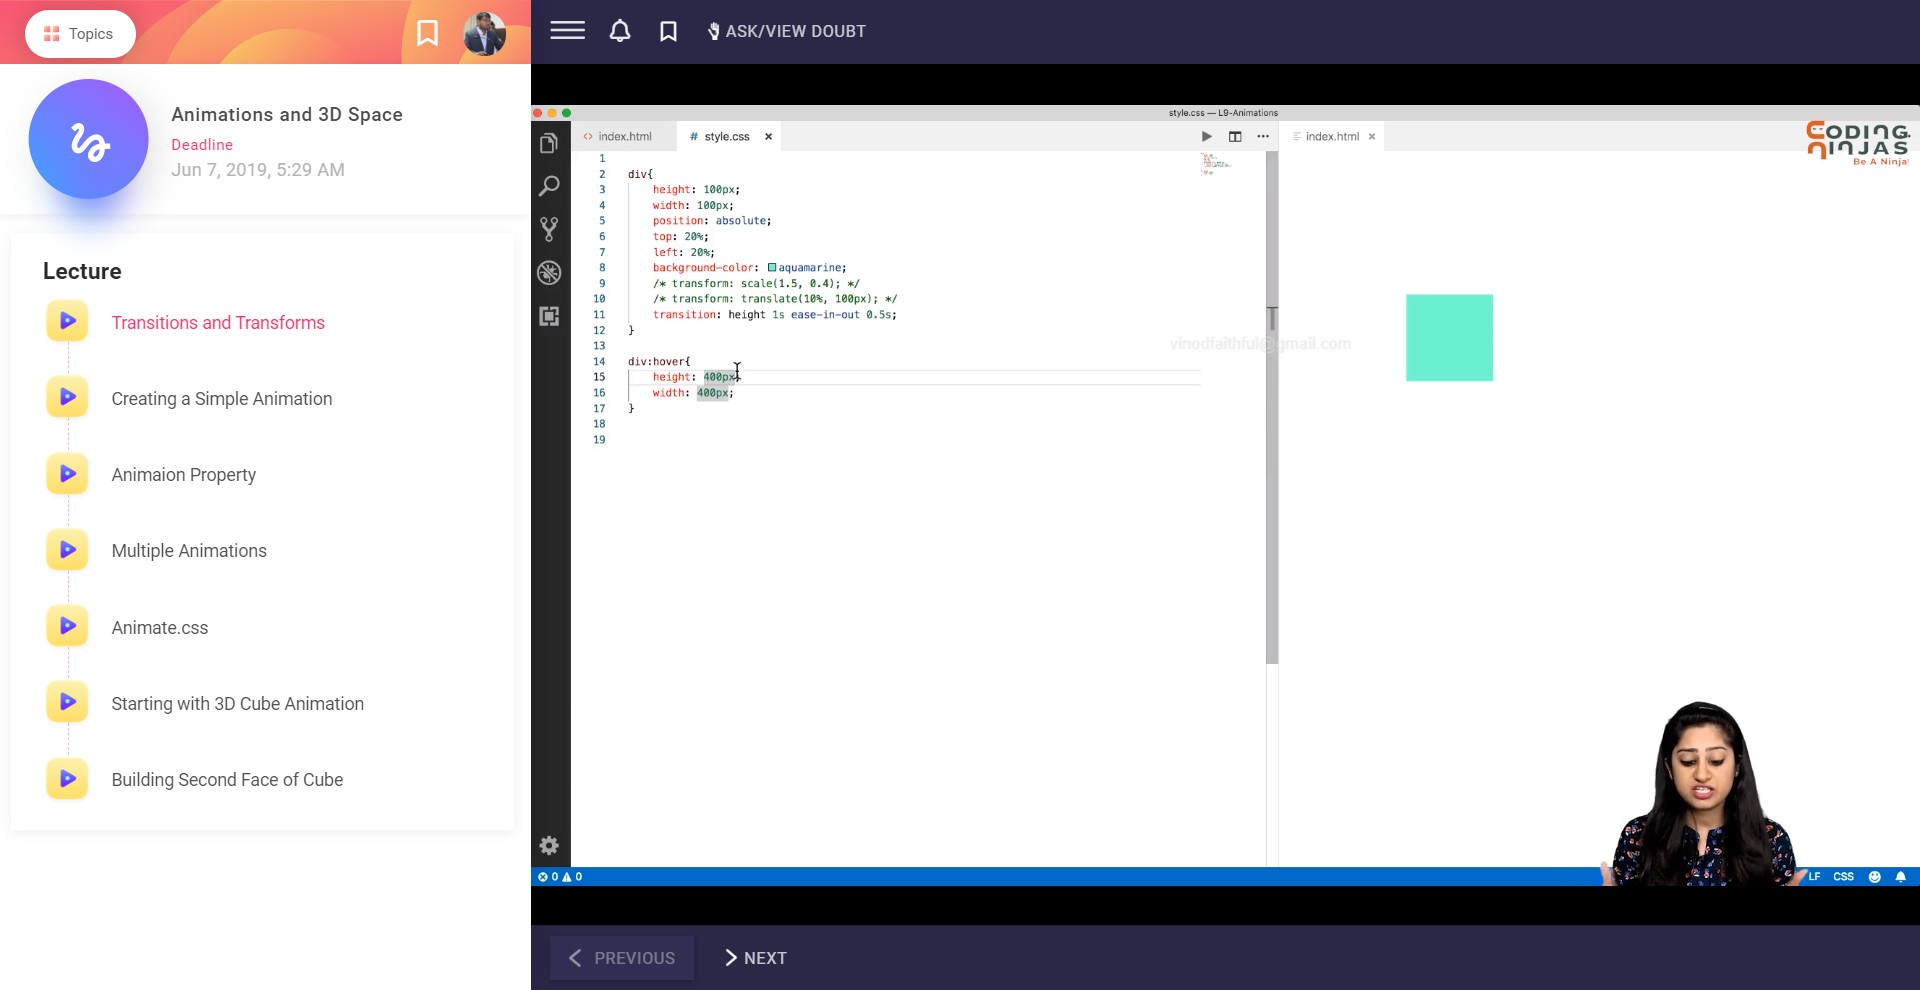 Topics
Animations and 3D Space
Deadline
Jun 7, 2019, 5:29 AM
Lecture
Transitions and Transforms
Creating a Simple Animation
Animaion Property
Multiple Animations
Animate.css
Starting with 3D Cube Animation
Building Second Face of Cube
ASK/VIEW DOUBT
style.css — L9-Animations
<> index.html
# style.css ×
index.html ×
CODING
NINJAS
Be A Ninja!
1
2 div{
3 height: 100px;
4 width: 100px;
5 position: absolute;
6 top: 20%;
7 left: 20%;
8 background-color: aquamarine;
9 /* transform: scale(1.5, 0.4); */
10 /* transform: translate(10%, 100px); */
11 transition: height 1s ease-in-out 0.5s;
12 }
13
14 div:hover{
15 height: 400px;
16 width: 400px;
17 }
18
19
vinodfaithful@gmail.com
0 0
LF CSS
PREVIOUS
NEXT